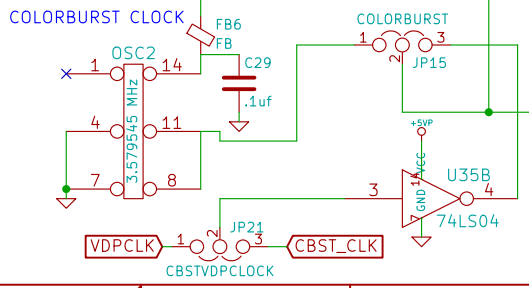 COLORBURST CLOCK
FB6
FB
OSC2
1
14
4
11
7
8
3.579545 MHz
C29
.1uf
COLORBURST
1
3
2
JP15
+5VP
14
VCC
U35B
3
4
GND
7
74LS04
JP21
2
VDPCLK
1
3
CBST_CLK
CBSTVDPCLOCK